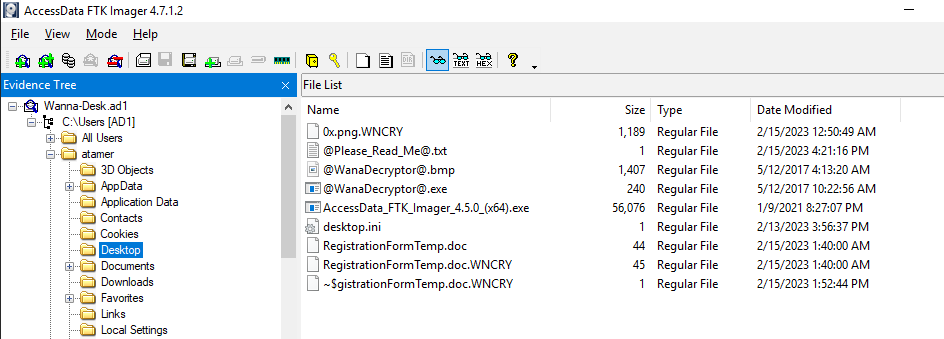 AccessData FTK Imager 4.7.1.2
File View Mode Help
TEXT HEX
Evidence Tree
Wanna-Desk.ad1
C:\Users [AD1]
All Users
atamer
3D Objects
AppData
Application Data
Contacts
Cookies
Desktop
Documents
Downloads
Favorites
Links
Local Settings
File List
Name Size Type Date Modified
0x.png.WNCRY 1,189 Regular File 2/15/2023 12:50:49 AM
@Please_Read_Me@.txt 1 Regular File 2/15/2023 4:21:16 PM
@WanaDecryptor@.bmp 1,407 Regular File 5/12/2017 4:13:20 AM
@WanaDecryptor@.exe 240 Regular File 5/12/2017 10:22:56 AM
AccessData_FTK_Imager_4.5.0_(x64).exe 56,076 Regular File 1/9/2021 8:27:07 PM
desktop.ini 1 Regular File 2/13/2023 3:56:37 PM
RegistrationFormTemp.doc 44 Regular File 2/15/2023 1:40:00 AM
RegistrationFormTemp.doc.WNCRY 45 Regular File 2/15/2023 1:40:00 AM
~$gistrationFormTemp.doc.WNCRY 1 Regular File 2/15/2023 1:52:44 PM